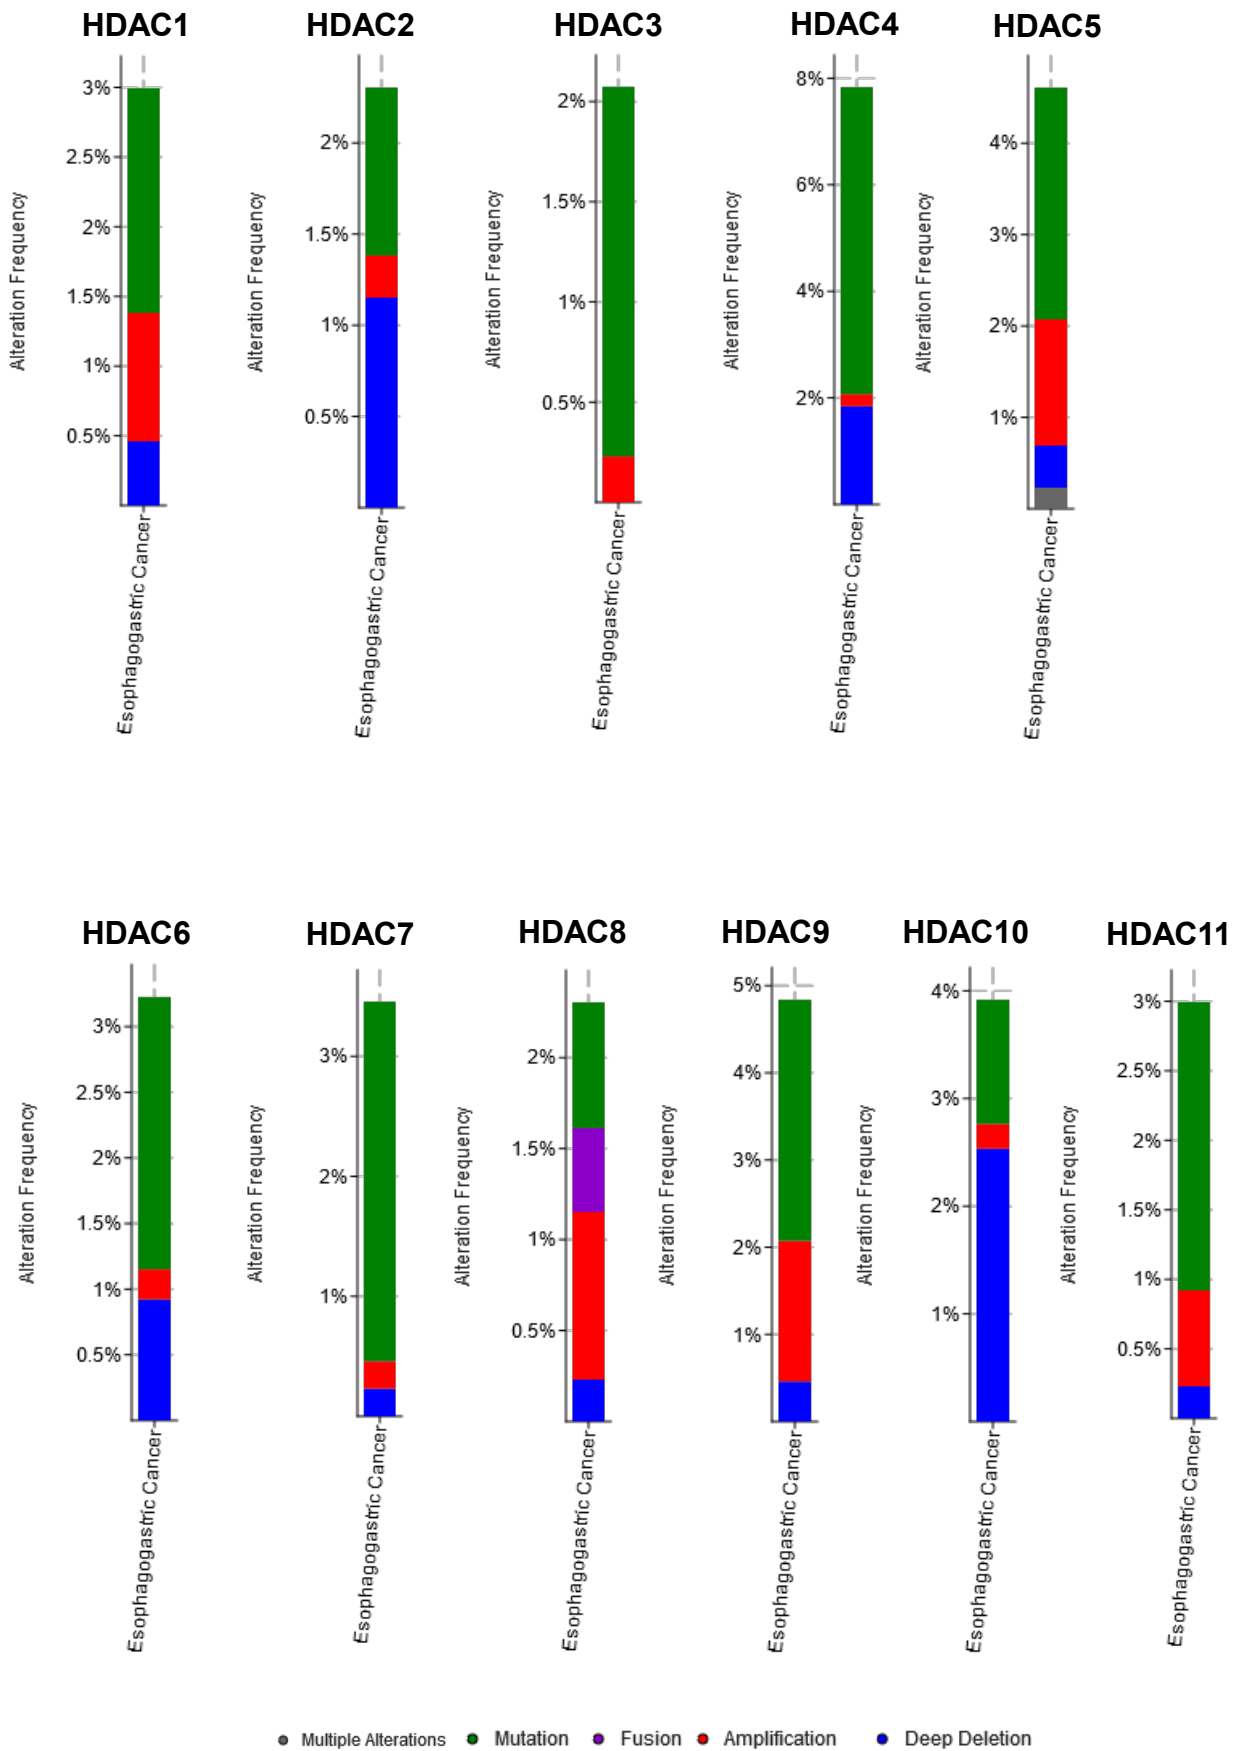 HDAC1
HDAC2
HDAC3
HDAC4
HDAC5
Alteration Frequency
3%
2.5%
2%
1.5%
1%
0.5%
Esophagogastric Cancer
Alteration Frequency
2%
1.5%
1%
0.5%
Esophagogastric Cancer
Alteration Frequency
2%
1.5%
1%
0.5%
Esophagogastric Cancer
Alteration Frequency
8%
6%
4%
2%
Esophagogastric Cancer
Alteration Frequency
4%
3%
2%
1%
Esophagogastric Cancer
HDAC6
HDAC7
HDAC8
HDAC9
HDAC10
HDAC11
Alteration Frequency
3%
2.5%
2%
1.5%
1%
0.5%
Esophagogastric Cancer
Alteration Frequency
3%
2%
1%
Esophagogastric Cancer
Alteration Frequency
2%
1.5%
1%
0.5%
Esophagogastric Cancer
Alteration Frequency
5%
4%
3%
2%
1%
Esophagogastric Cancer
Alteration Frequency
4%
3%
2%
1%
Esophagogastric Cancer
Alteration Frequency
3%
2.5%
2%
1.5%
1%
0.5%
Esophagogastric Cancer
Multiple Alterations Mutation Fusion Amplification Deep Deletion